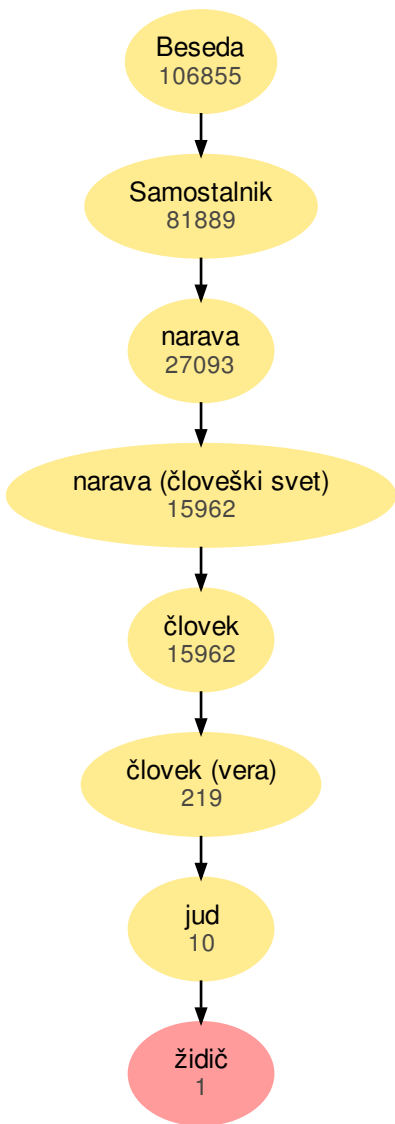 Beseda
106855
Samostalnik
81889
narava
27093
narava (človeški svet)
15962
človek
15962
človek (vera)
219
jud
10
židič
1